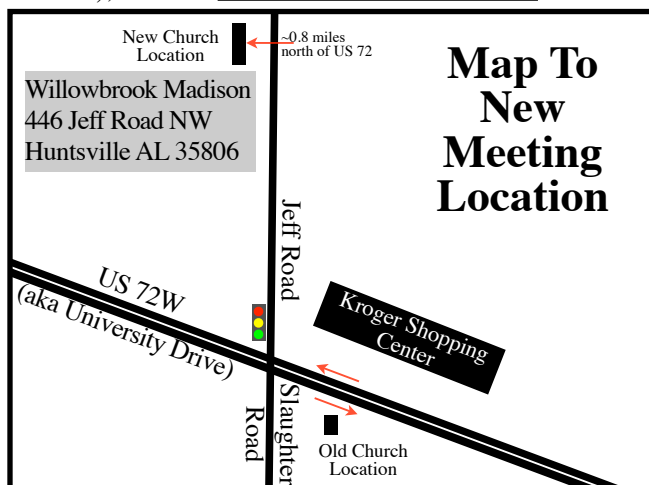 New Church
Location
~0.8 miles
north of US 72
Map To
New
Meeting
Location
Willowbrook Madison
446 Jeff Road NW
Huntsville AL 35806
Jeff Road
US 72W
(aka University Drive)
Kroger Shopping
Center
Slaughter
Road
Old Church
Location